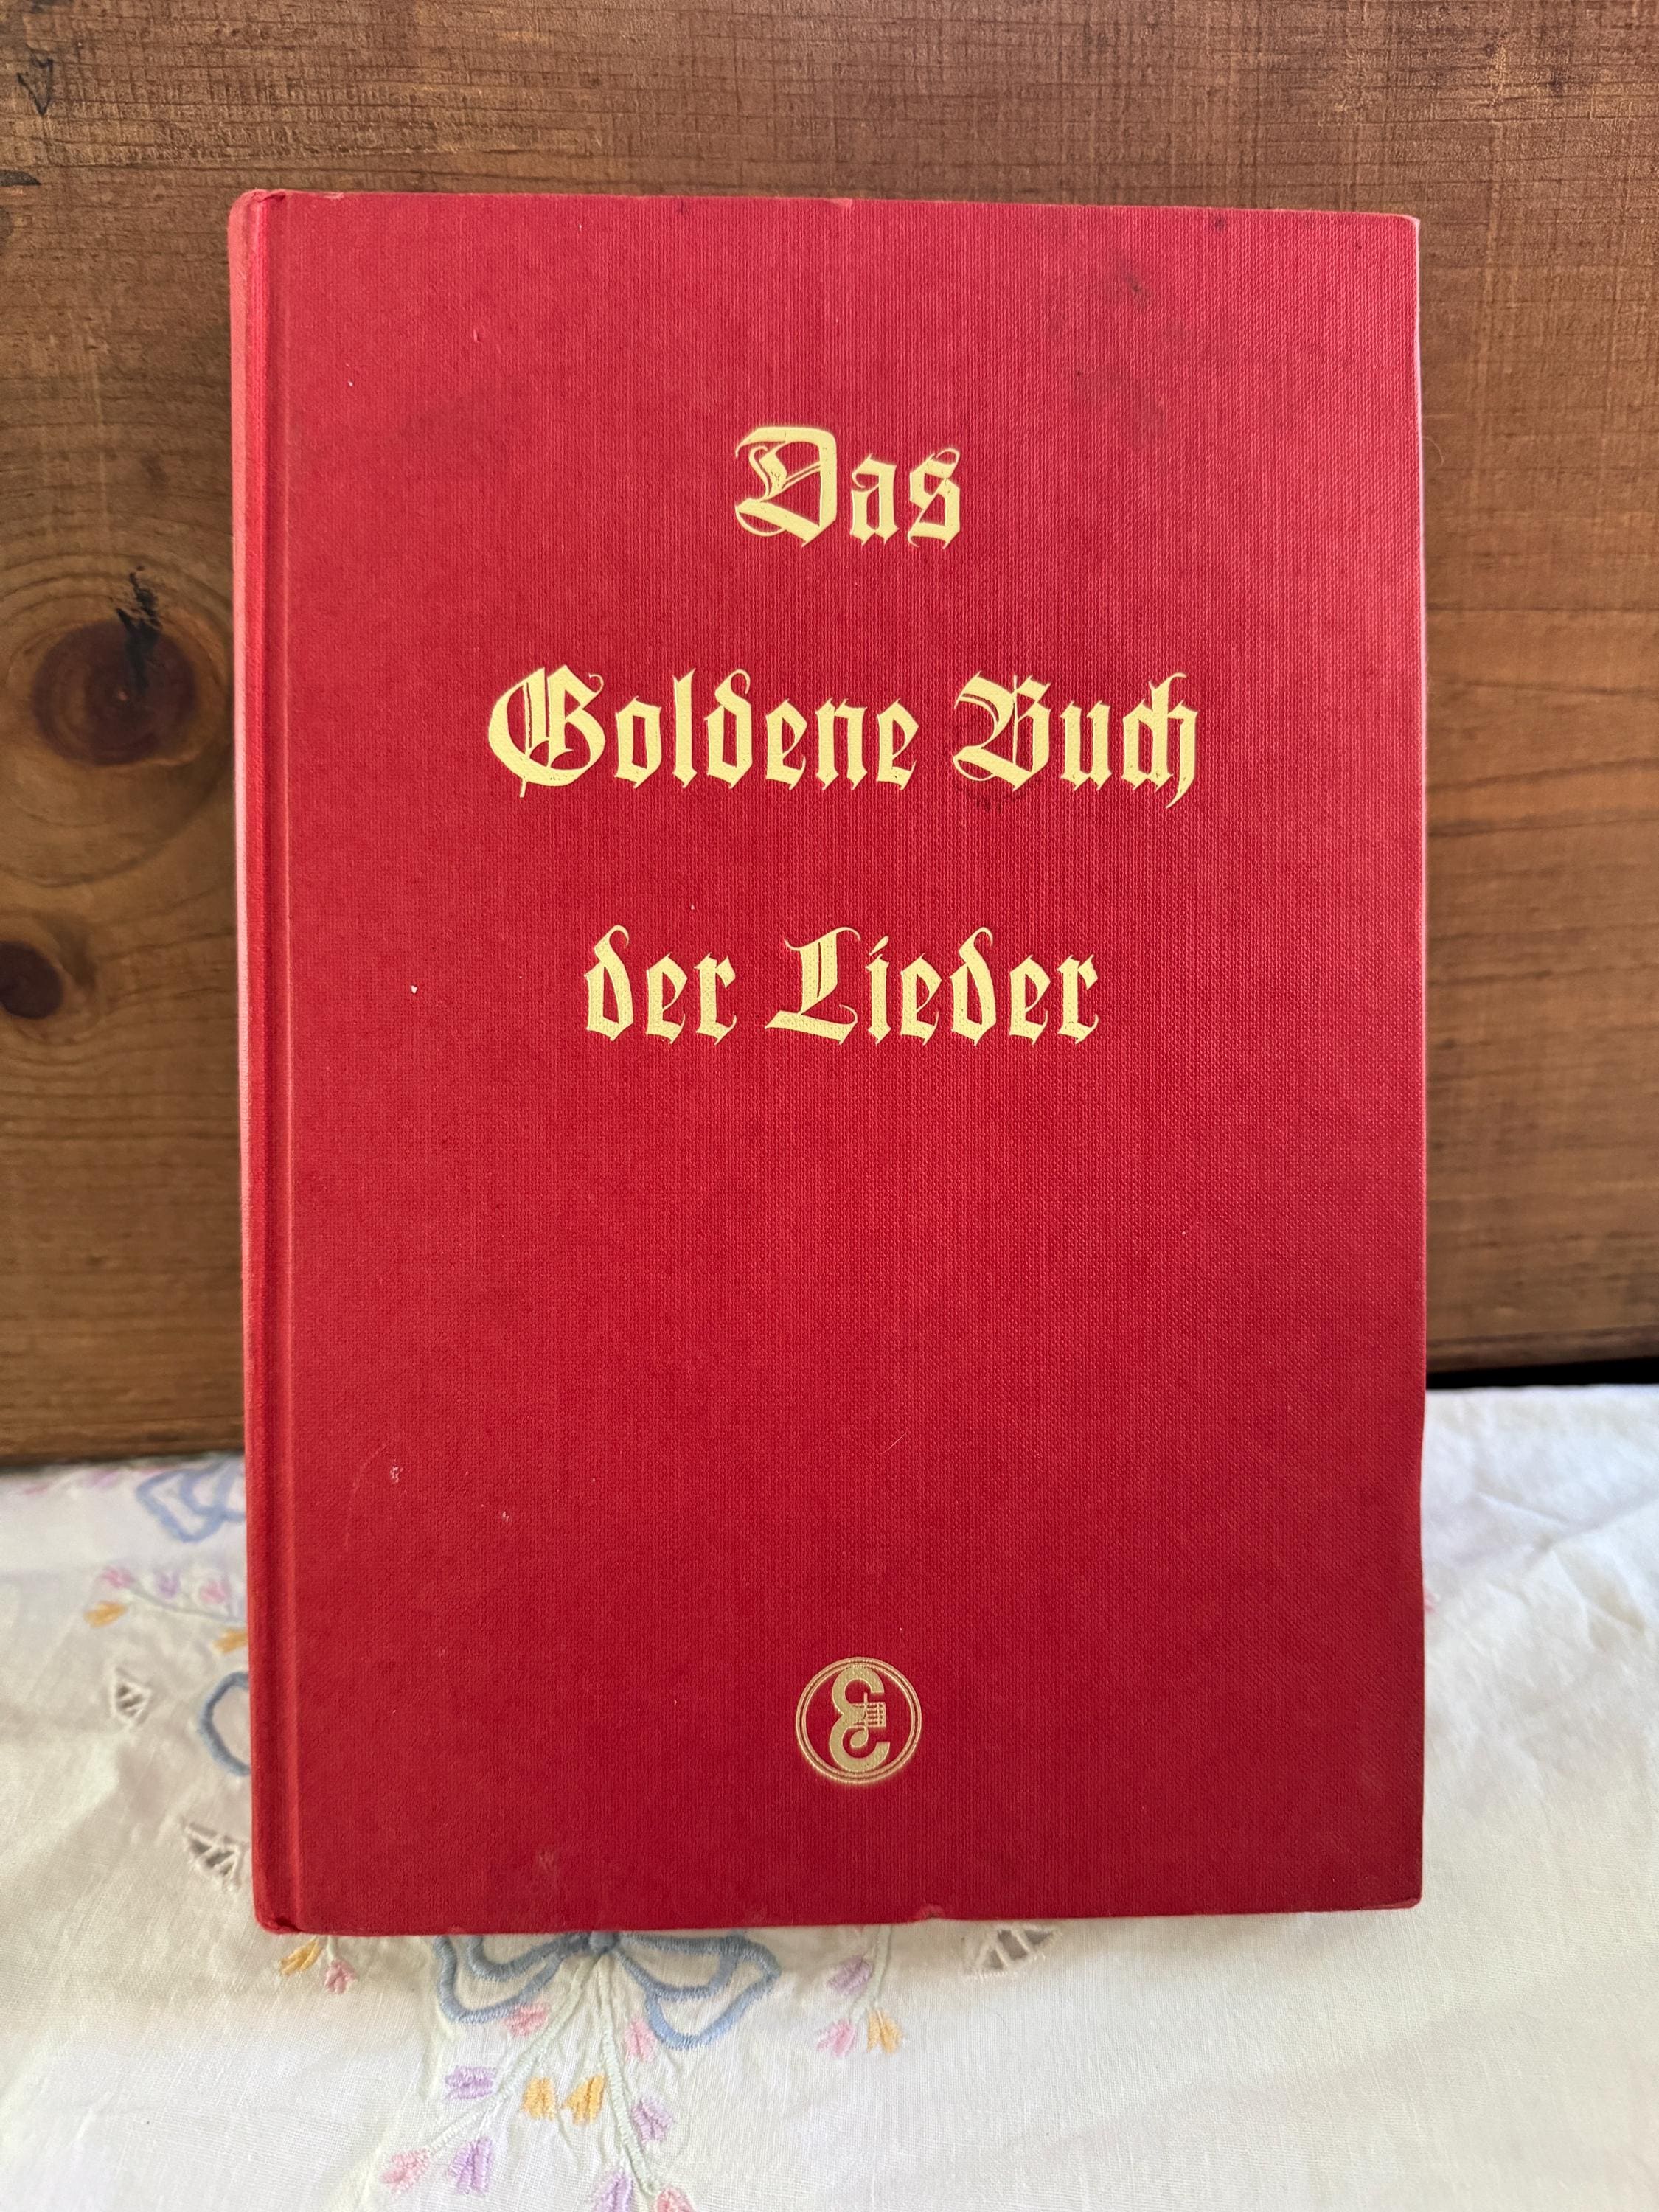 Das
Goldene Buch
der Lieder
E